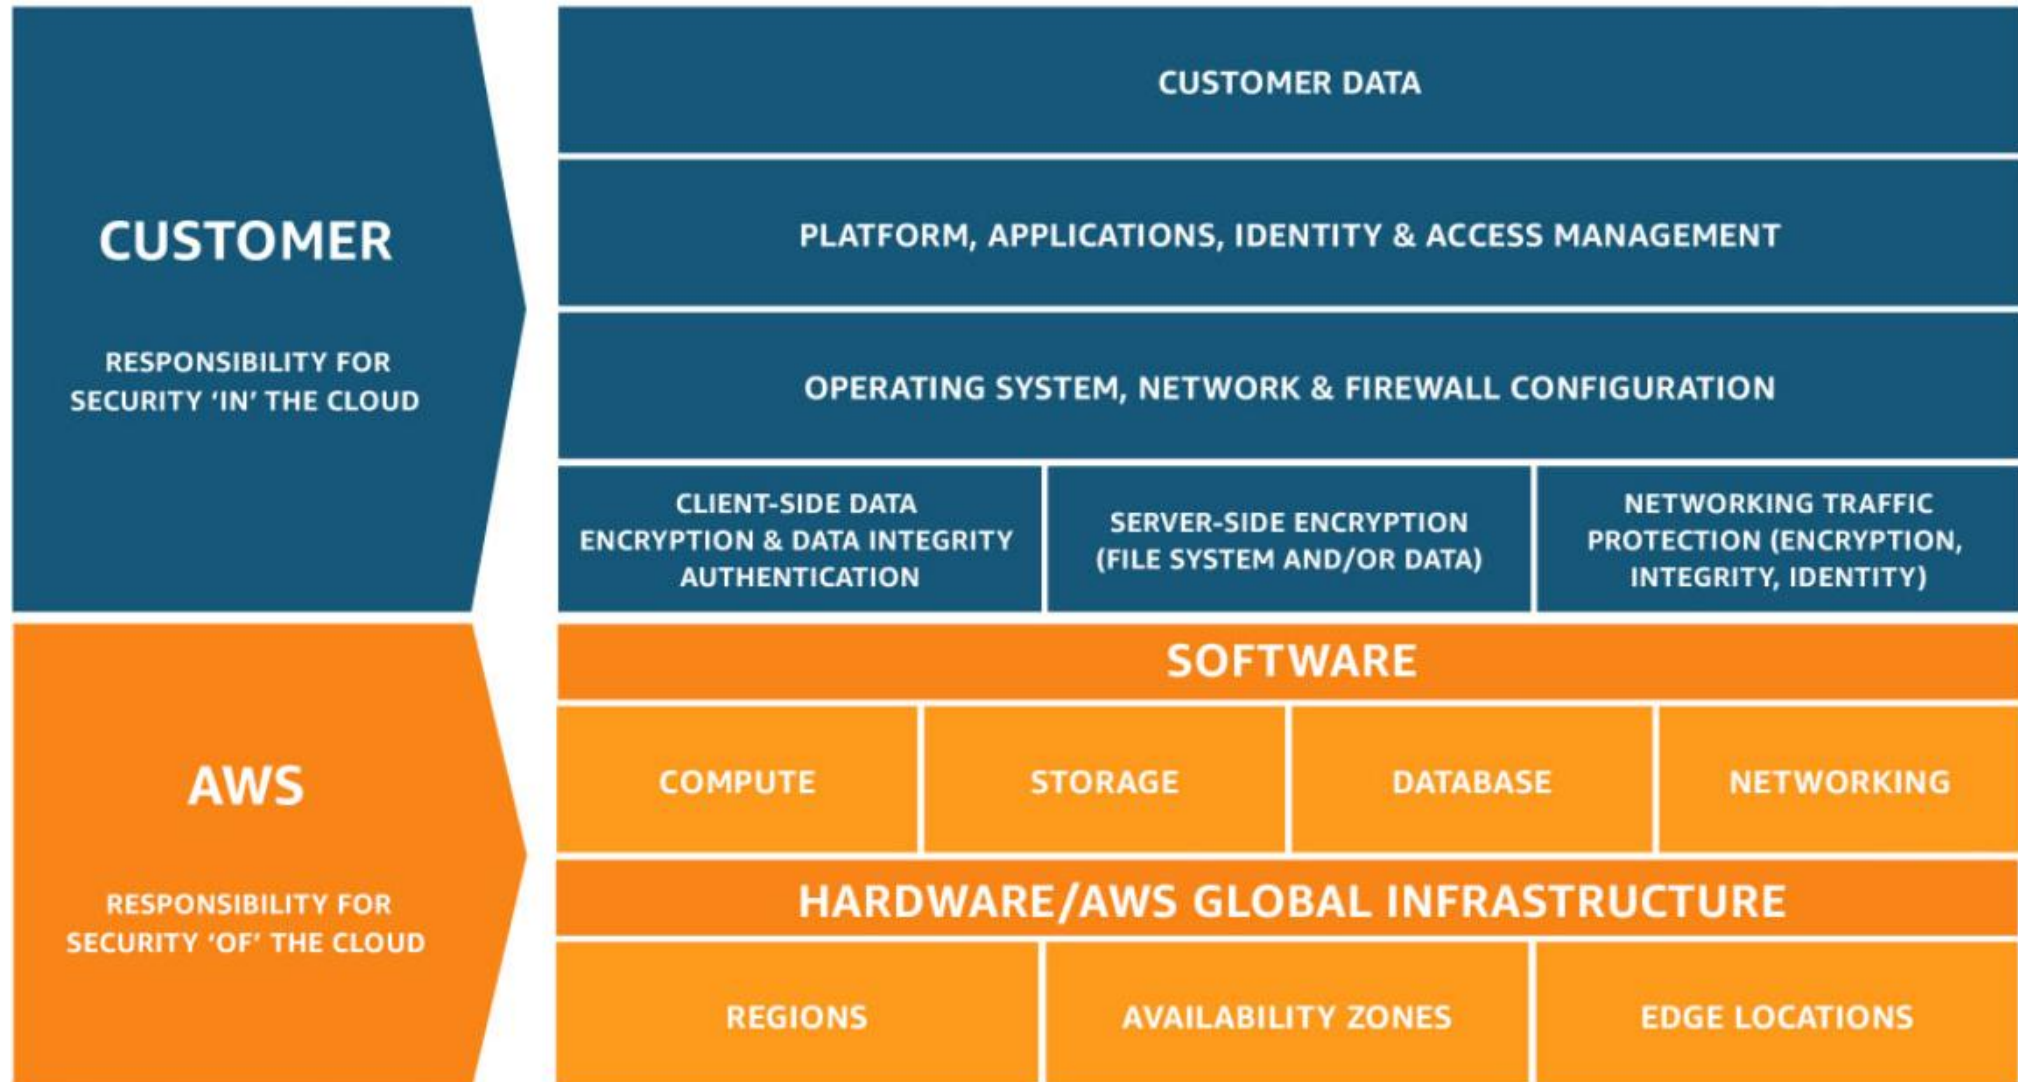 CUSTOMER
RESPONSIBILITY FOR
SECURITY ‘IN’ THE CLOUD
CUSTOMER DATA
PLATFORM, APPLICATIONS, IDENTITY & ACCESS MANAGEMENT
OPERATING SYSTEM, NETWORK & FIREWALL CONFIGURATION
CLIENT-SIDE DATA
ENCRYPTION & DATA INTEGRITY
AUTHENTICATION
SERVER-SIDE ENCRYPTION
(FILE SYSTEM AND/OR DATA)
NETWORKING TRAFFIC
PROTECTION (ENCRYPTION,
INTEGRITY, IDENTITY)
AWS
RESPONSIBILITY FOR
SECURITY ‘OF’ THE CLOUD
SOFTWARE
COMPUTE
STORAGE
DATABASE
NETWORKING
HARDWARE/AWS GLOBAL INFRASTRUCTURE
REGIONS
AVAILABILITY ZONES
EDGE LOCATIONS